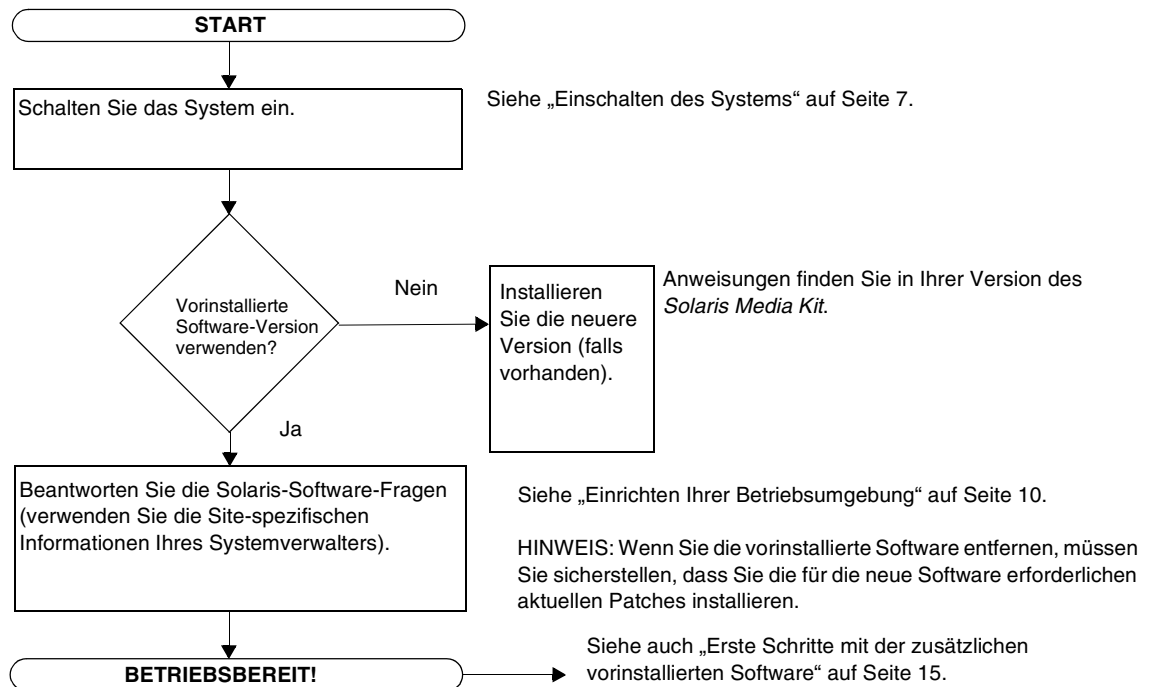 START
Schalten Sie das System ein.
Siehe „Einschalten des Systems“ auf Seite 7.
Vorinstallierte
Software-Version
verwenden?
Nein
Installieren
Sie die neuere
Version (falls
vorhanden).
Anweisungen finden Sie in Ihrer Version des
Solaris Media Kit.
Ja
Beantworten Sie die Solaris-Software-Fragen
(verwenden Sie die Site-spezifischen
Informationen Ihres Systemverwalters).
Siehe „Einrichten Ihrer Betriebsumgebung“ auf Seite 10.
HINWEIS: Wenn Sie die vorinstallierte Software entfernen, müssen
Sie sicherstellen, dass Sie die für die neue Software erforderlichen
aktuellen Patches installieren.
BETRIEBSBEREIT!
Siehe auch „Erste Schritte mit der zusätzlichen
vorinstallierten Software“ auf Seite 15.